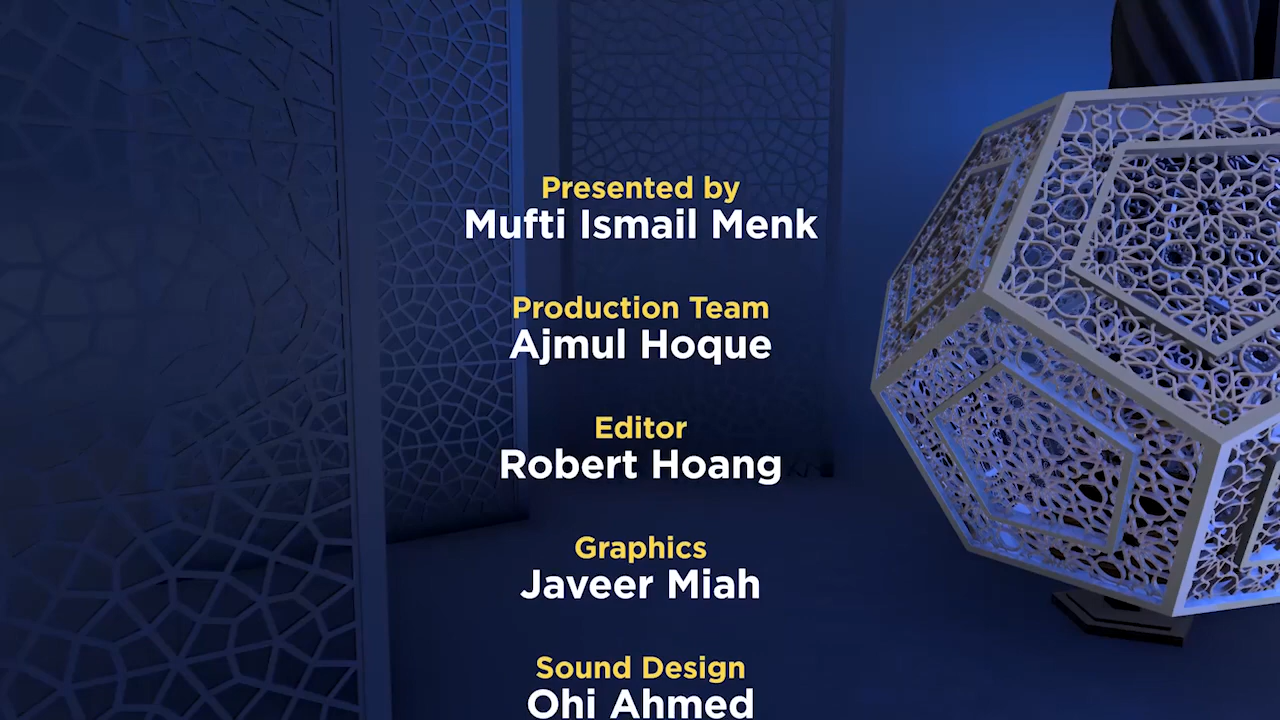 Presented by
Mufti Ismail Menk
Production Team
Ajmul Hoque
Editor
Robert Hoang
Graphics
Javeer Miah
Sound Design
Ohi Ahmed